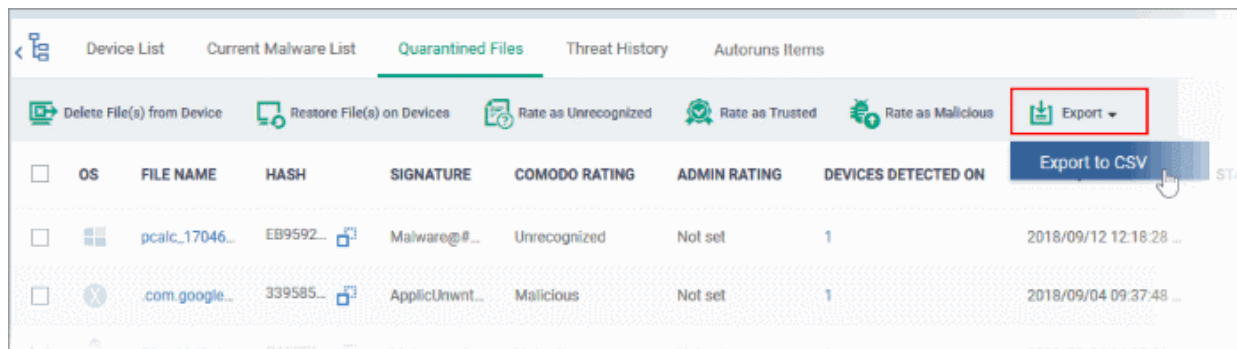 Device List Current Malware List Quarantined Files Threat History Autoruns Items
Delete File(s) from Device Restore File(s) on Devices Rate as Unrecognized Rate as Trusted Rate as Malicious Export
Export to CSV
OS FILE NAME HASH SIGNATURE COMODO RATING ADMIN RATING DEVICES DETECTED ON
pcalc_17046... EB9592... Malware@#... Unrecognized Not set 1 2018/09/12 12:18:28 ...
.com.google... 339585... ApplicUnwnt... Malicious Not set 1 2018/09/04 09:37:48 ...